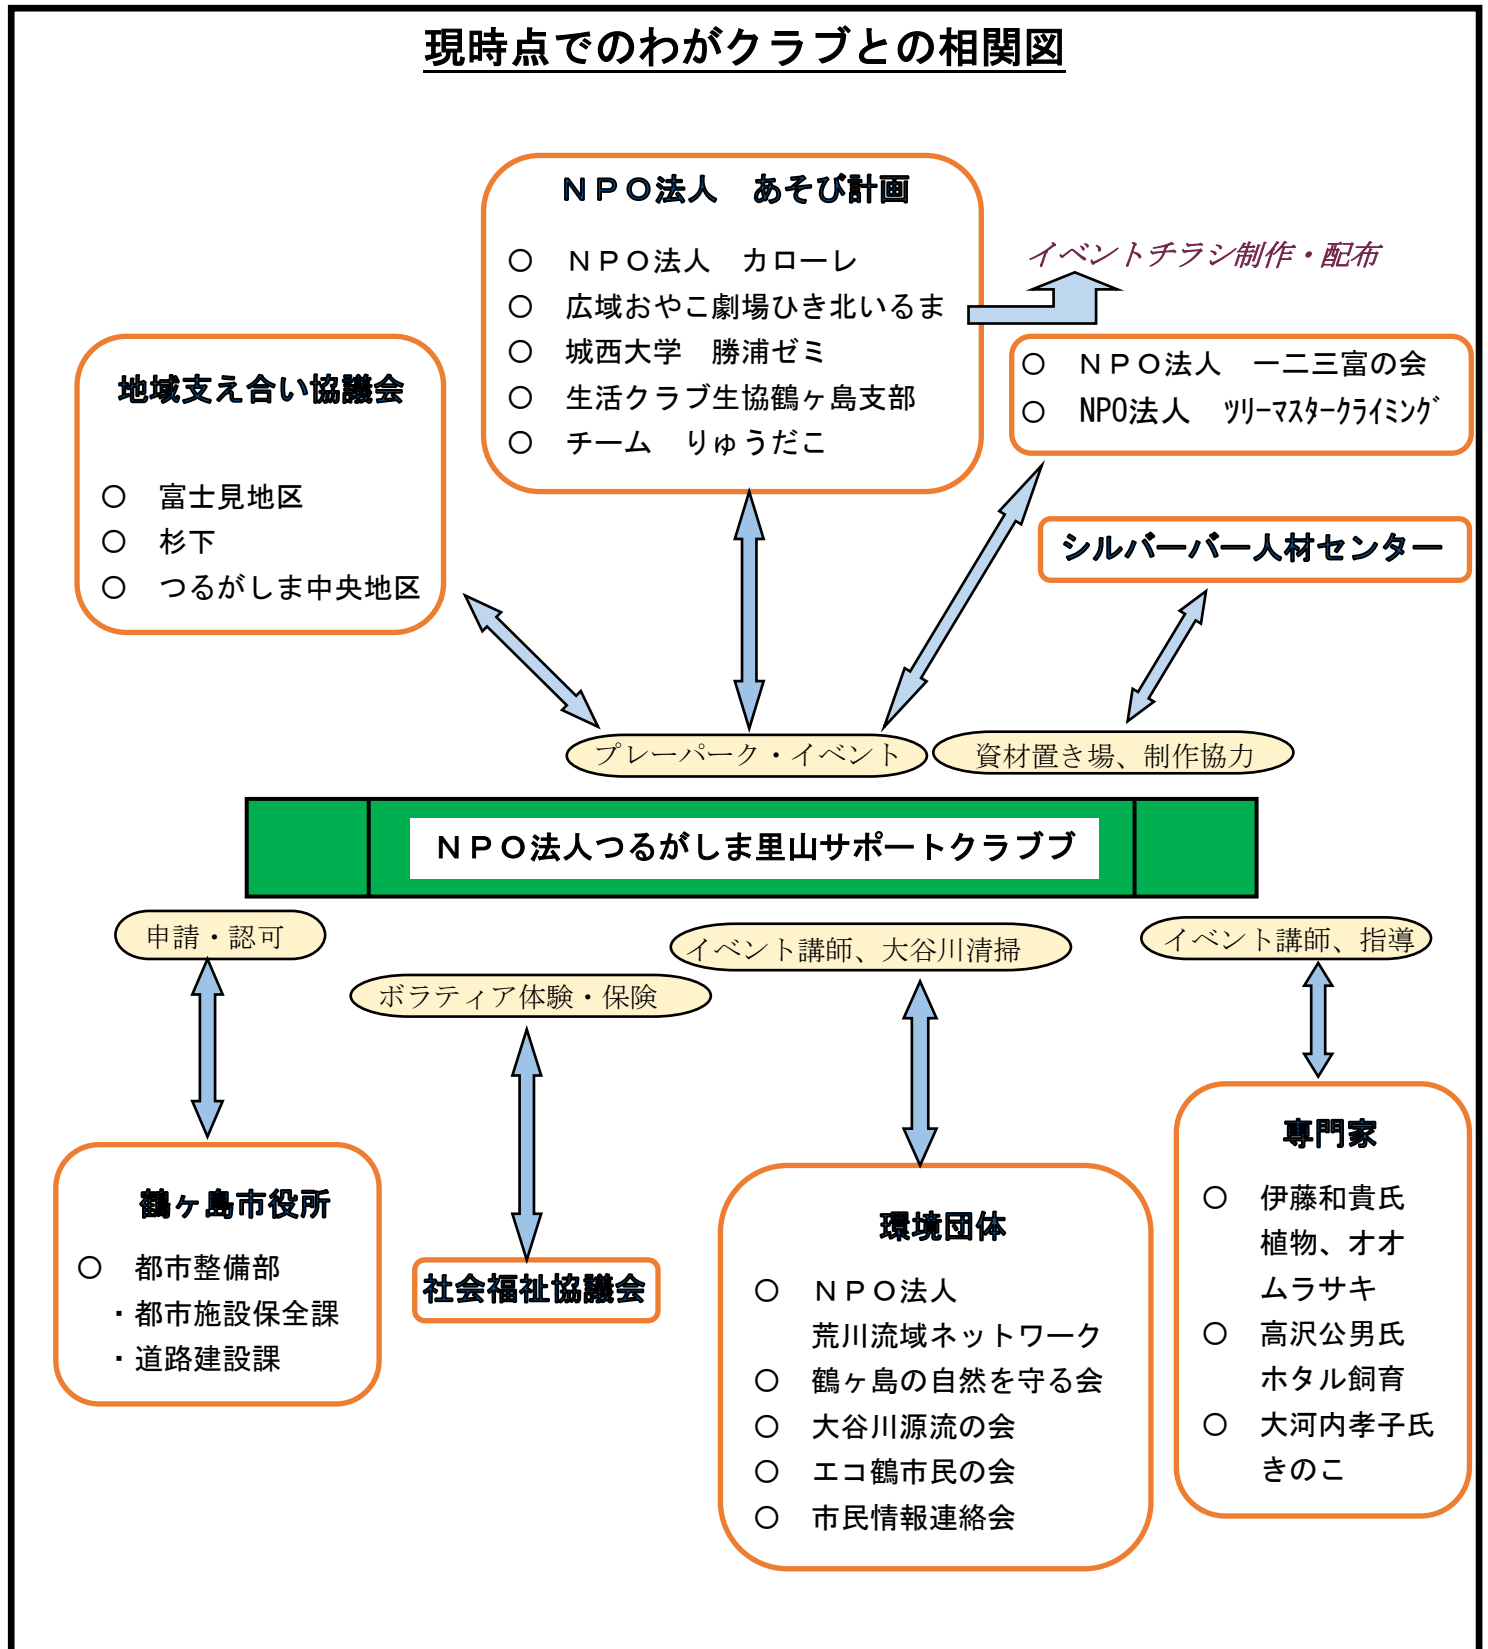 現時点でのわがクラブとの相関図
ＮＰＯ法人　あそび計画
○　ＮＰＯ法人　カローレ
○　広域おやこ劇場ひき北いるま
○　城西大学　勝浦ゼミ
○　生活クラブ生協鶴ヶ島支部
○　チーム　りゅうだこ
イベントチラシ制作・配布
○　ＮＰＯ法人　一二三富の会
○　NPO法人　ﾂﾘｰﾏｽﾀｰｸﾗｲﾐﾝｸﾞ
地域支え合い協議会
○　富士見地区
○　杉下
○　つるがしま中央地区
シルバーバー人材センター
プレーパーク・イベント
資材置き場、制作協力
ＮＰＯ法人つるがしま里山サポートクラブブ
申請・認可
ボラティア体験・保険
イベント講師、大谷川清掃
イベント講師、指導
鶴ヶ島市役所
○　都市整備部
・都市施設保全課
・道路建設課
社会福祉協議会
環境団体
○　ＮＰＯ法人
荒川流域ネットワーク
○　鶴ヶ島の自然を守る会
○　大谷川源流の会
○　エコ鶴市民の会
○　市民情報連絡会
専門家
○　伊藤和貴氏
植物、オオ
ムラサキ
○　高沢公男氏
ホタル飼育
○　大河内孝子氏
きのこ